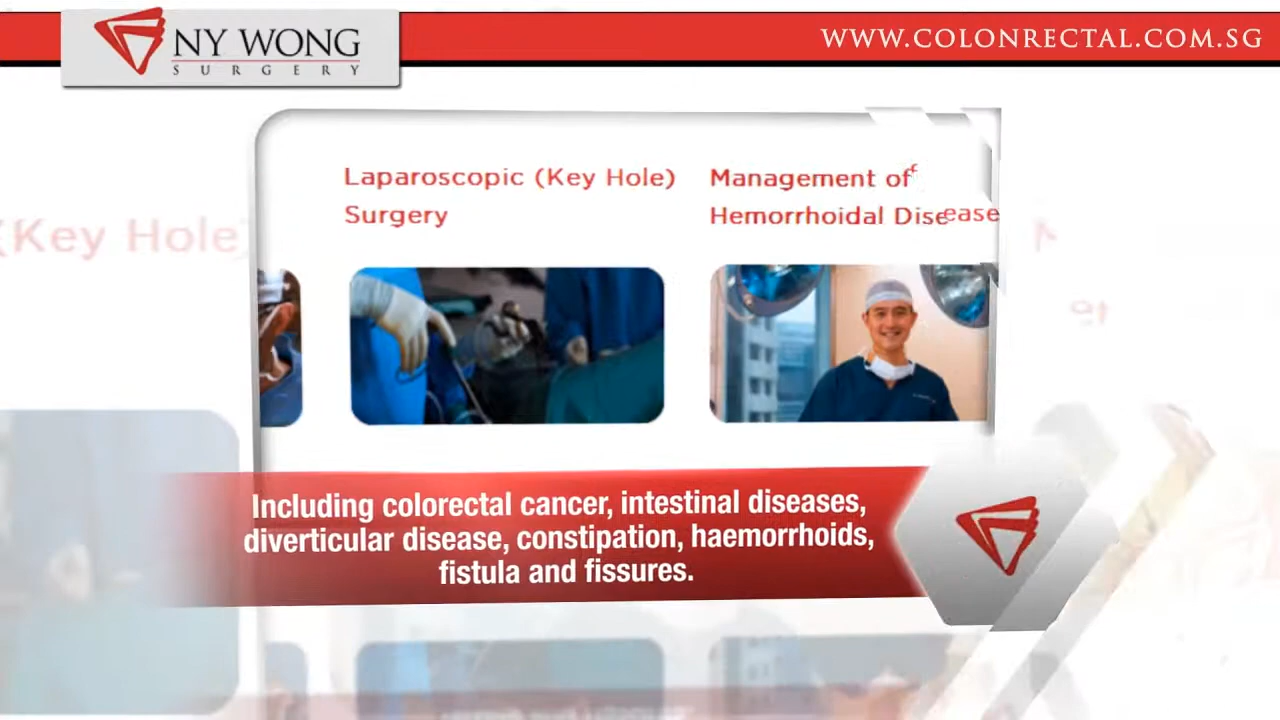 NY WONG
SURGERY
WWW.COLONRECTAL.COM.SG
Laparoscopic (Key Hole)
Surgery
Management of
Hemorrhoidal Disease
(Key Hole)
Including colorectal cancer, intestinal diseases,
diverticular disease, constipation, haemorrhoids,
fistula and fissures.